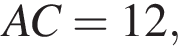 AC = 12,